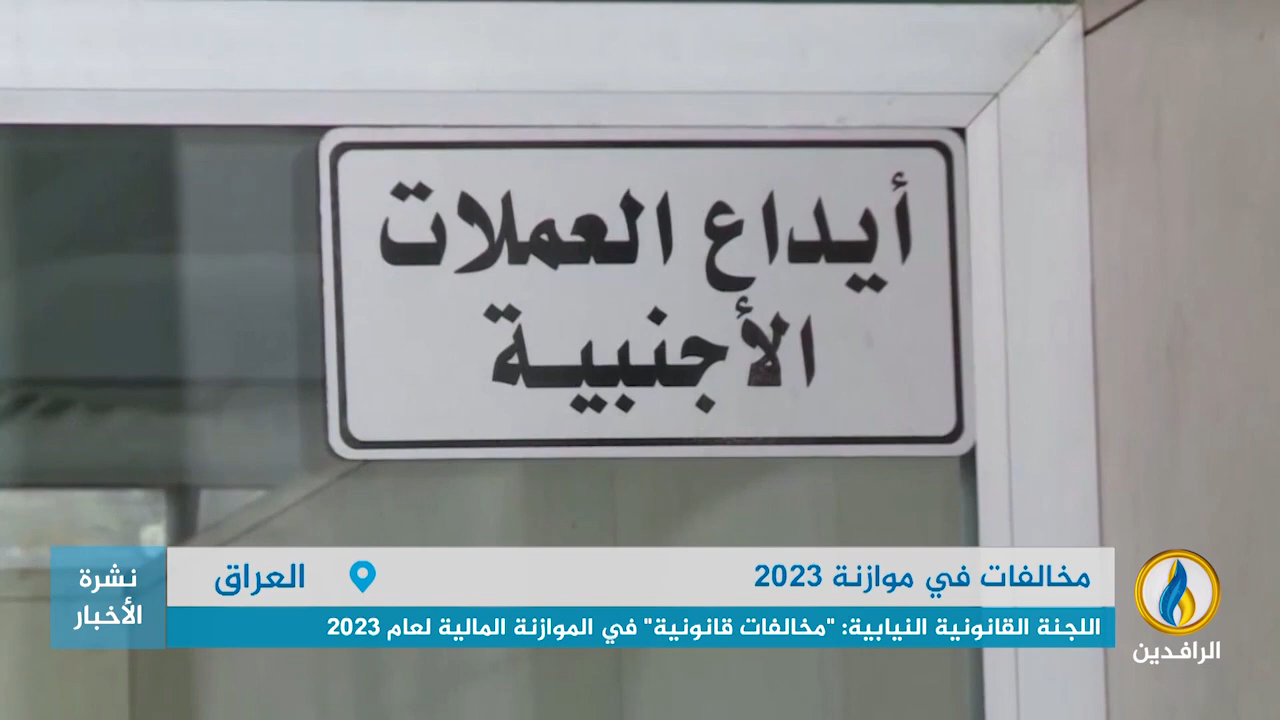 أيداع العملات
الأجنبية
مخالفات في موازنة 2023
العراق
نشرة
الأخبار
اللجنة القانونية النيابية: "مخالفات قانونية" في الموازنة المالية لعام 2023
الرافدين